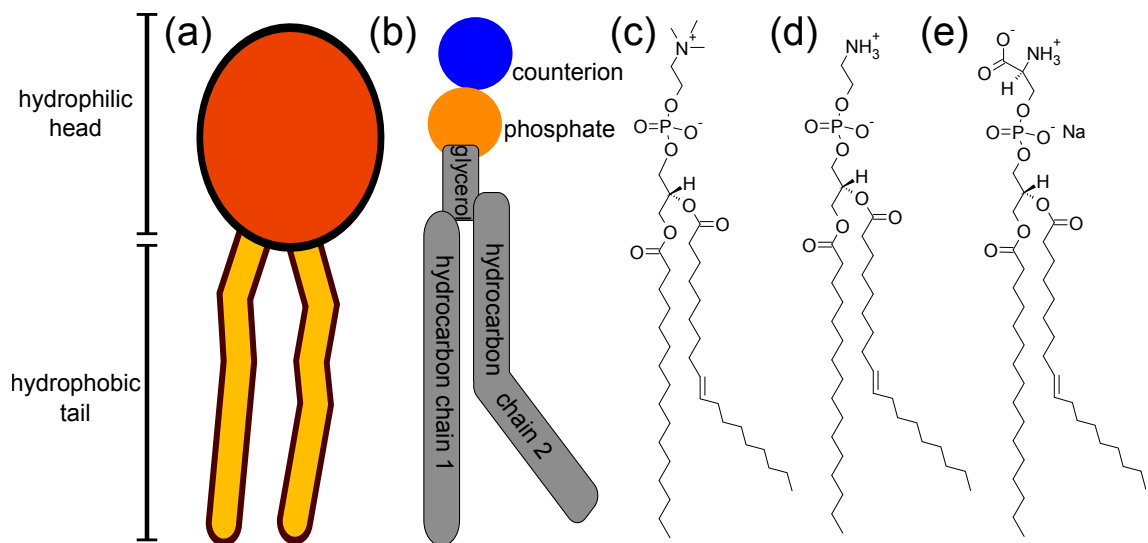 (a)
(b)
(c)
(d)
(e)
hydrophilic
head
hydrophobic
tail
counterion
phosphate
glycerol
hydrocarbon chain 1
hydrocarbon
chain 2
N+
O
O=P-O-
O
H
O
O
O
O
NH3+
O
O=P-O-
O
H
O
O
O
O
O-
O
NH3+
H
O
O=P-O- Na
O
H
O
O
O
O